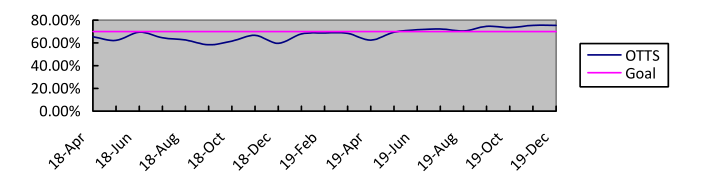 80.00%
60.00%
40.00%
20.00%
0.00%
18-Apr
18-Jun
18-Aug
18-Oct
18-Dec
19-Feb
19-Apr
19-Jun
19-Aug
19-Oct
19-Dec
OTTS
Goal